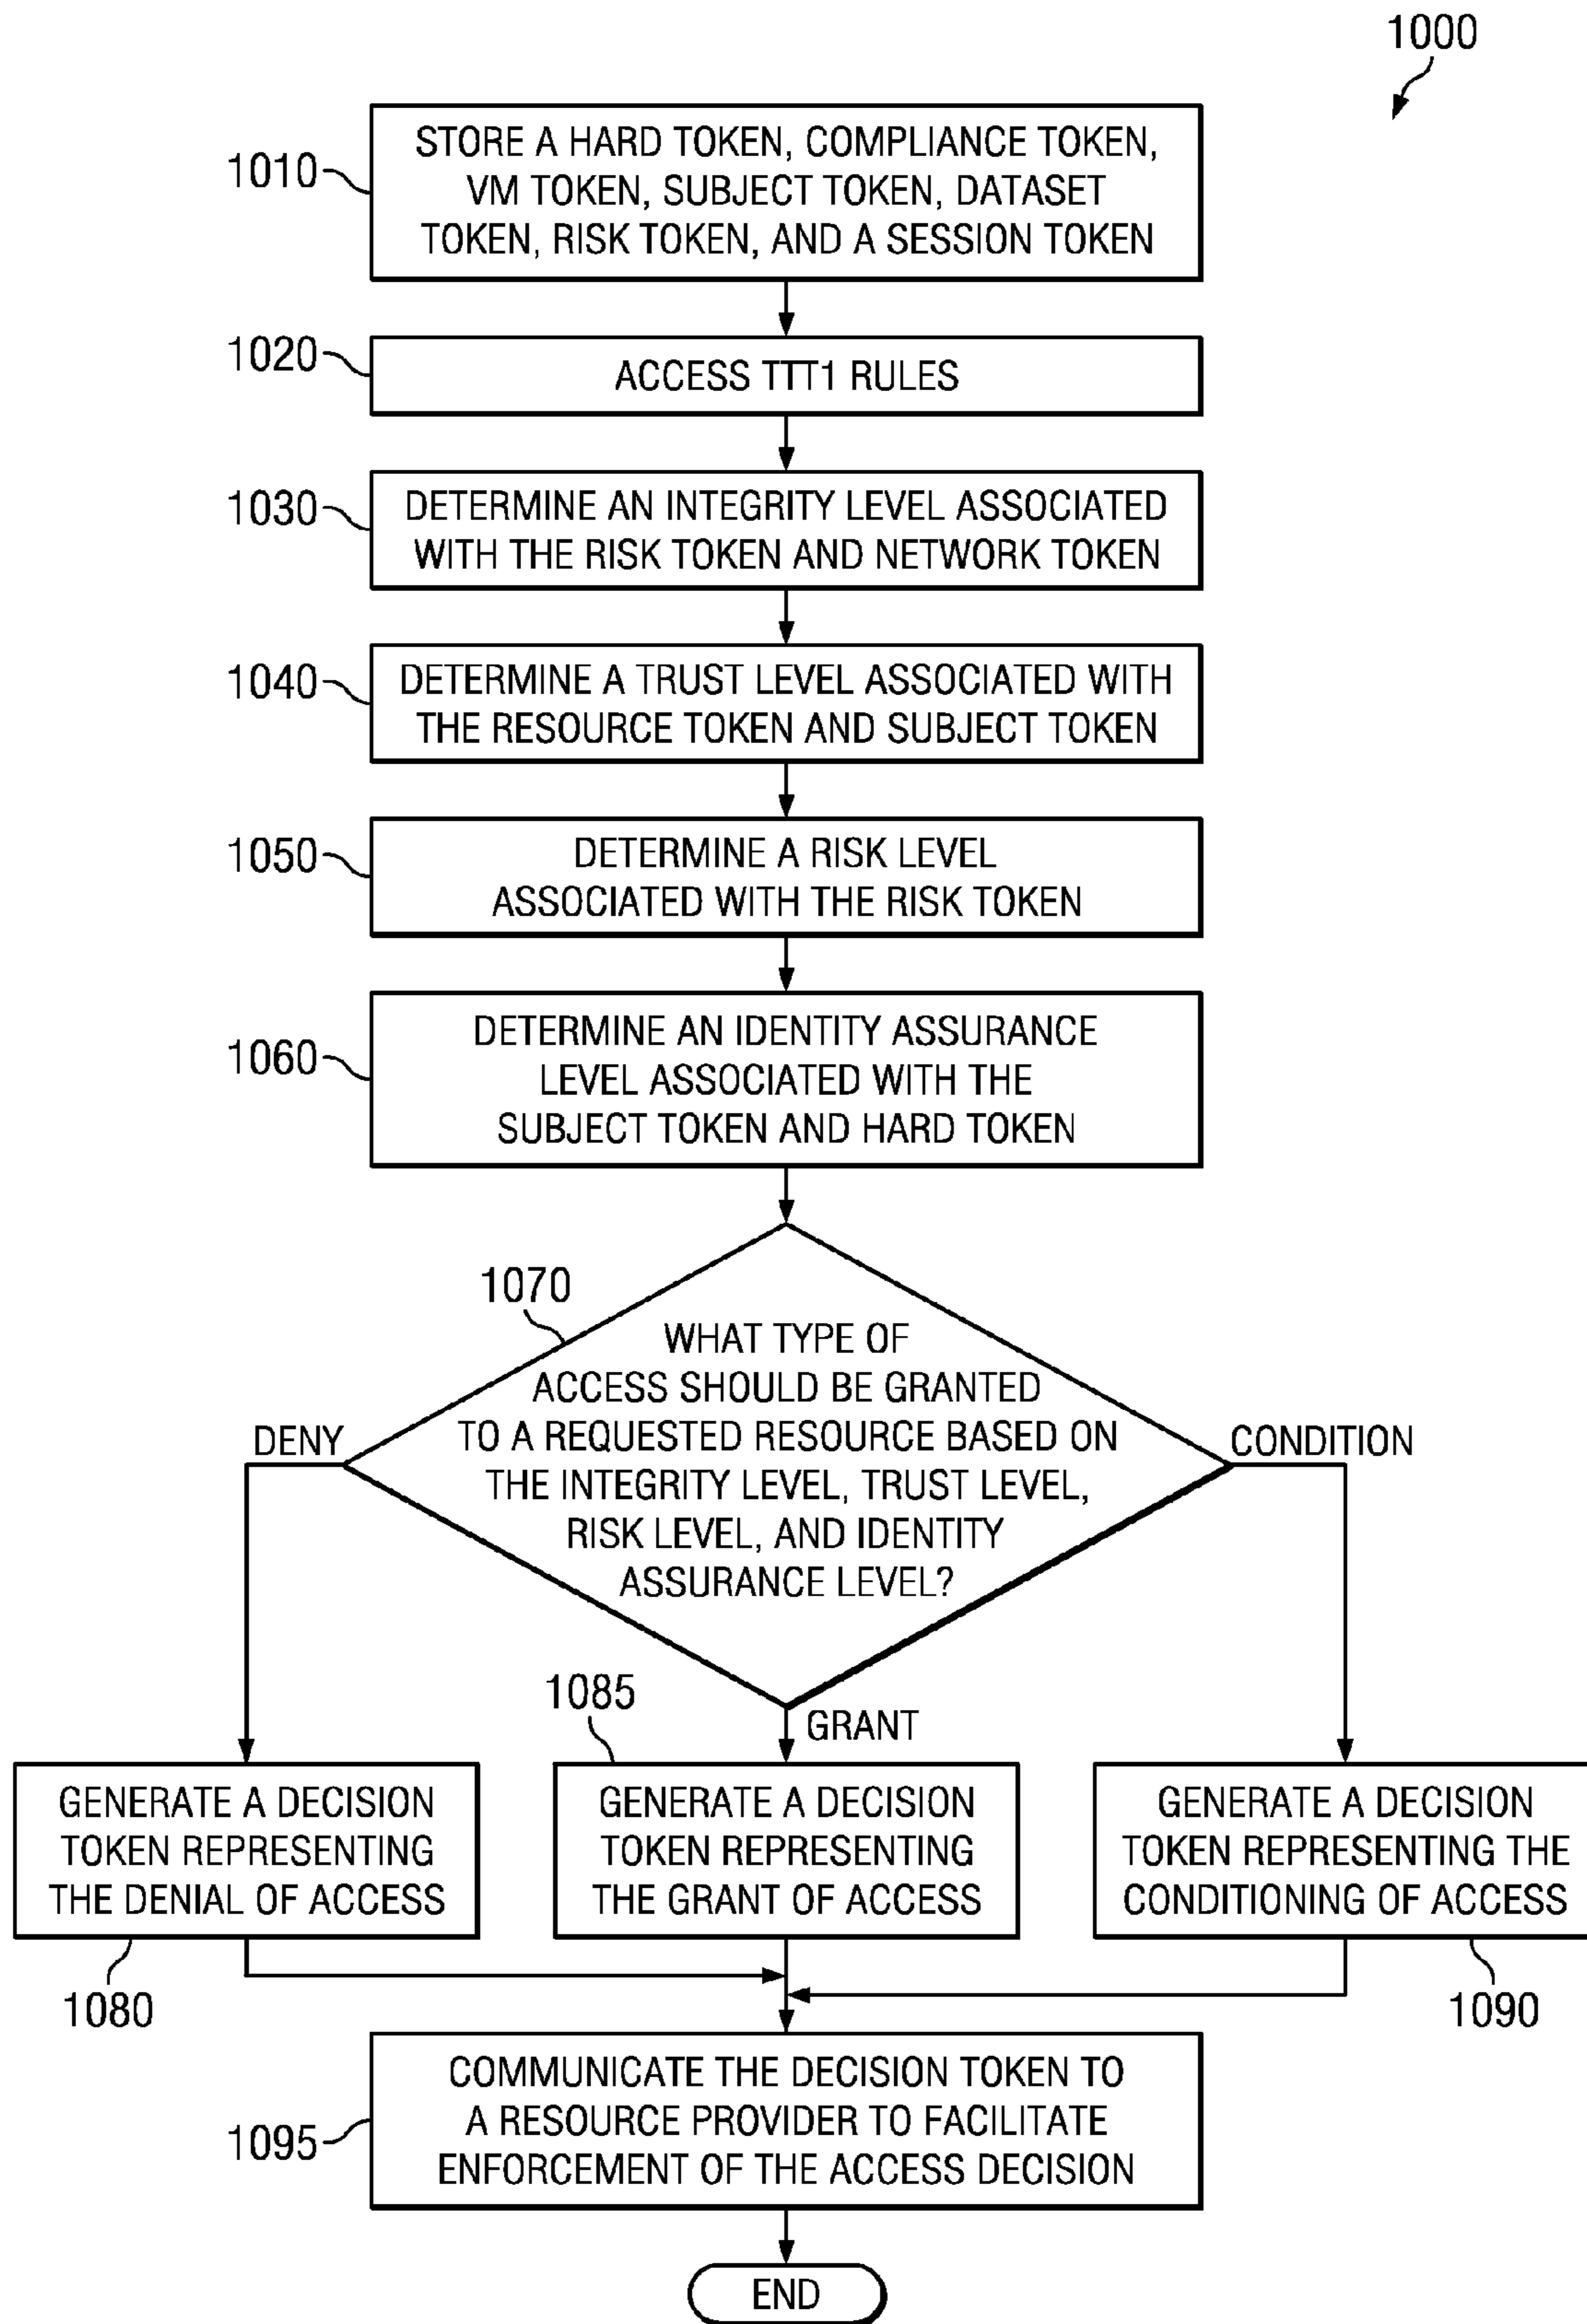 1000
1010
STORE A HARD TOKEN, COMPLIANCE TOKEN,
VM TOKEN, SUBJECT TOKEN, DATASET
TOKEN, RISK TOKEN, AND A SESSION TOKEN
1020
ACCESS TTT1 RULES
1030
DETERMINE AN INTEGRITY LEVEL ASSOCIATED
WITH THE RISK TOKEN AND NETWORK TOKEN
1040
DETERMINE A TRUST LEVEL ASSOCIATED WITH
THE RESOURCE TOKEN AND SUBJECT TOKEN
1050
DETERMINE A RISK LEVEL
ASSOCIATED WITH THE RISK TOKEN
1060
DETERMINE AN IDENTITY ASSURANCE
LEVEL ASSOCIATED WITH THE
SUBJECT TOKEN AND HARD TOKEN
1070
WHAT TYPE OF
ACCESS SHOULD BE GRANTED
TO A REQUESTED RESOURCE BASED ON
THE INTEGRITY LEVEL, TRUST LEVEL,
RISK LEVEL, AND IDENTITY
ASSURANCE LEVEL?
DENY
CONDITION
GRANT
GENERATE A DECISION
TOKEN REPRESENTING
THE DENIAL OF ACCESS
1080
1085
GENERATE A DECISION
TOKEN REPRESENTING
THE GRANT OF ACCESS
GENERATE A DECISION
TOKEN REPRESENTING THE
CONDITIONING OF ACCESS
1090
1095
COMMUNICATE THE DECISION TOKEN TO
A RESOURCE PROVIDER TO FACILITATE
ENFORCEMENT OF THE ACCESS DECISION
END